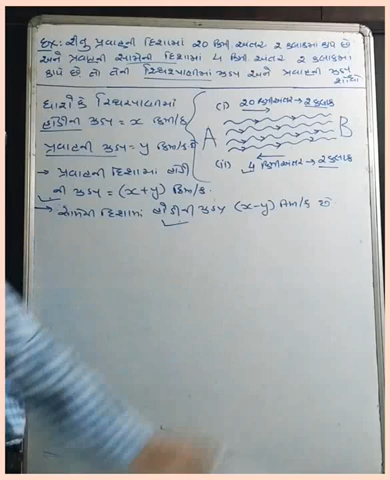 Ex:- રીનુ પ્રવાહની દિશામાં 20 કિમી. અંતર 2 કલાકમાં કાપે છે
અને પ્રવાહની સામેની દિશામાં 4 કિમી. અંતર 2 કલાકમાં
કાપે છે તો તેની સ્થિરપાણીમાં ઝડપ અને પ્રવાહની ઝડપ
શોધો
ધારો કે સ્થિરપાણીમાં
હોડીની ઝડપ = x કિમી/ક
પ્રવાહની ઝડપ = y કિમી/ક
→ પ્રવાહની દિશામાં હોડી
ની ઝડપ = (x+y) કિમી/ક.
→ સામેની દિશામાં હોડીની ઝડપ (x-y) કિમી/ક છે
(i) 20 કિમી અંતર → 2 કલાક
A B
(ii) 4 કિમી અંતર → 2 કલાક